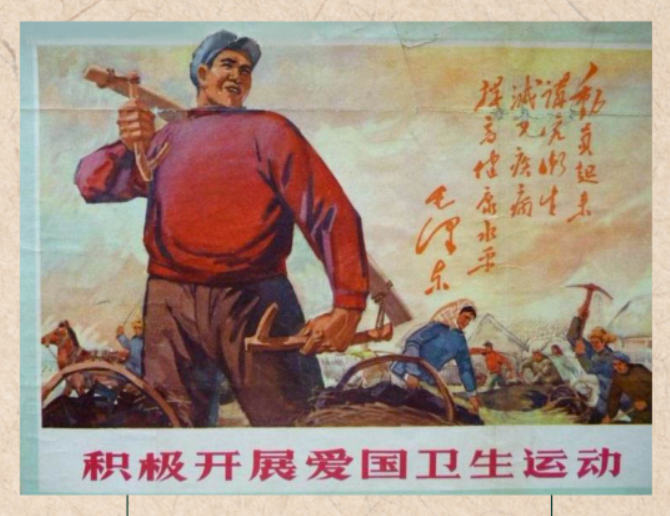 动员起来
讲究卫生
减少疾病
提高健康水平
毛泽东
积极开展爱国卫生运动